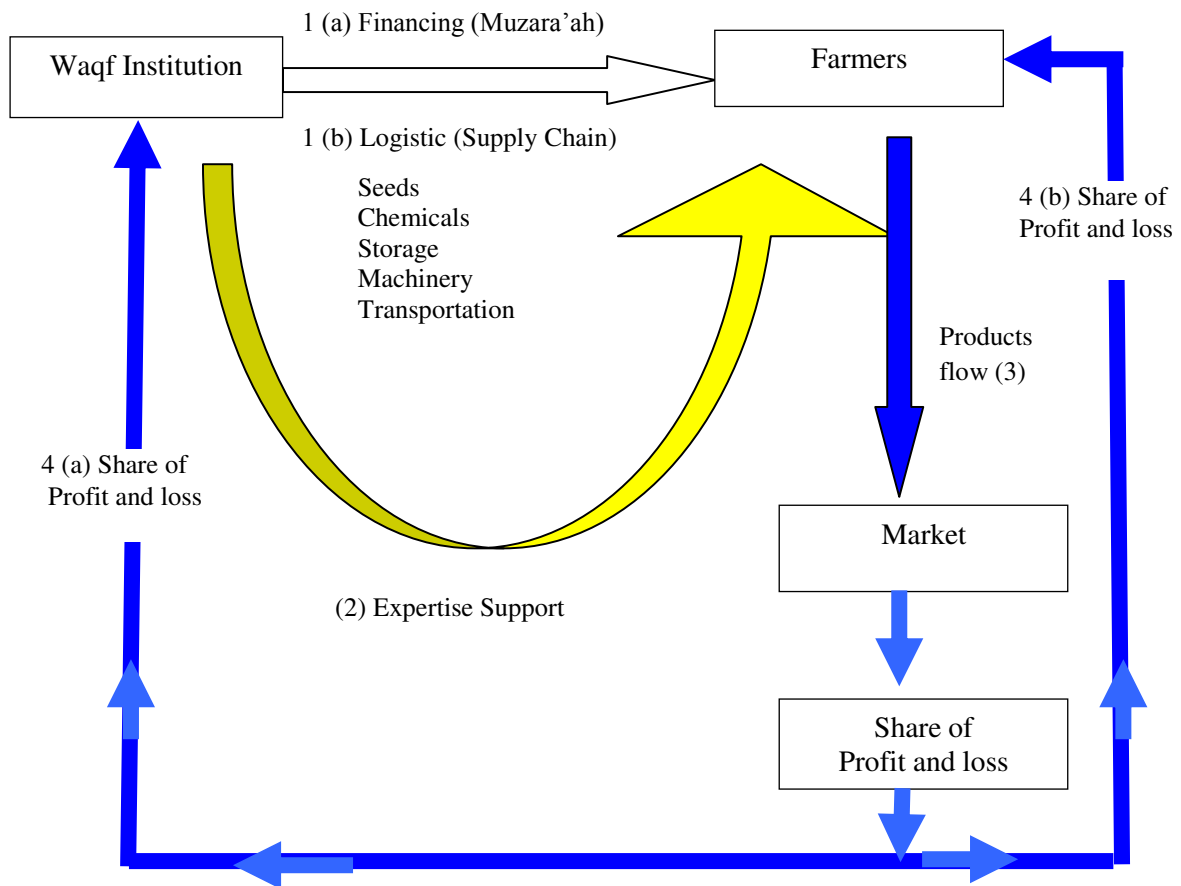 1 (a) Financing (Muzara’ah)
Waqf Institution
Farmers
1 (b) Logistic (Supply Chain)
Seeds
Chemicals
Storage
Machinery
Transportation
4 (b) Share of
Profit and loss
Products
flow (3)
4 (a) Share of
Profit and loss
Market
(2) Expertise Support
Share of
Profit and loss